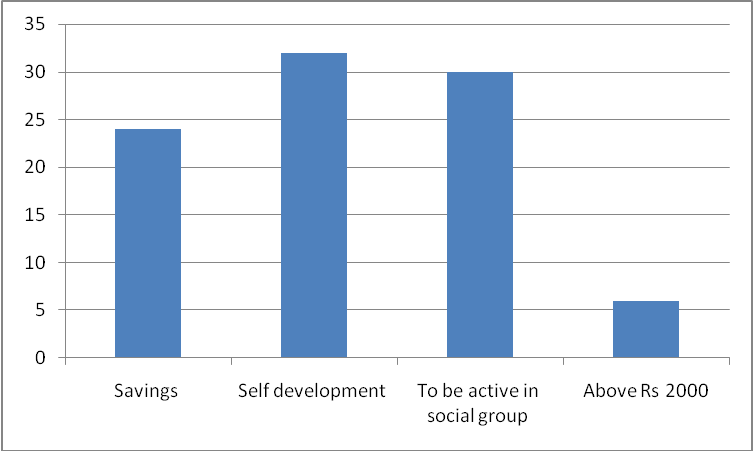 35
30
25
20
15
10
5
0
Savings
Self development
To be active in
social group
Above Rs 2000